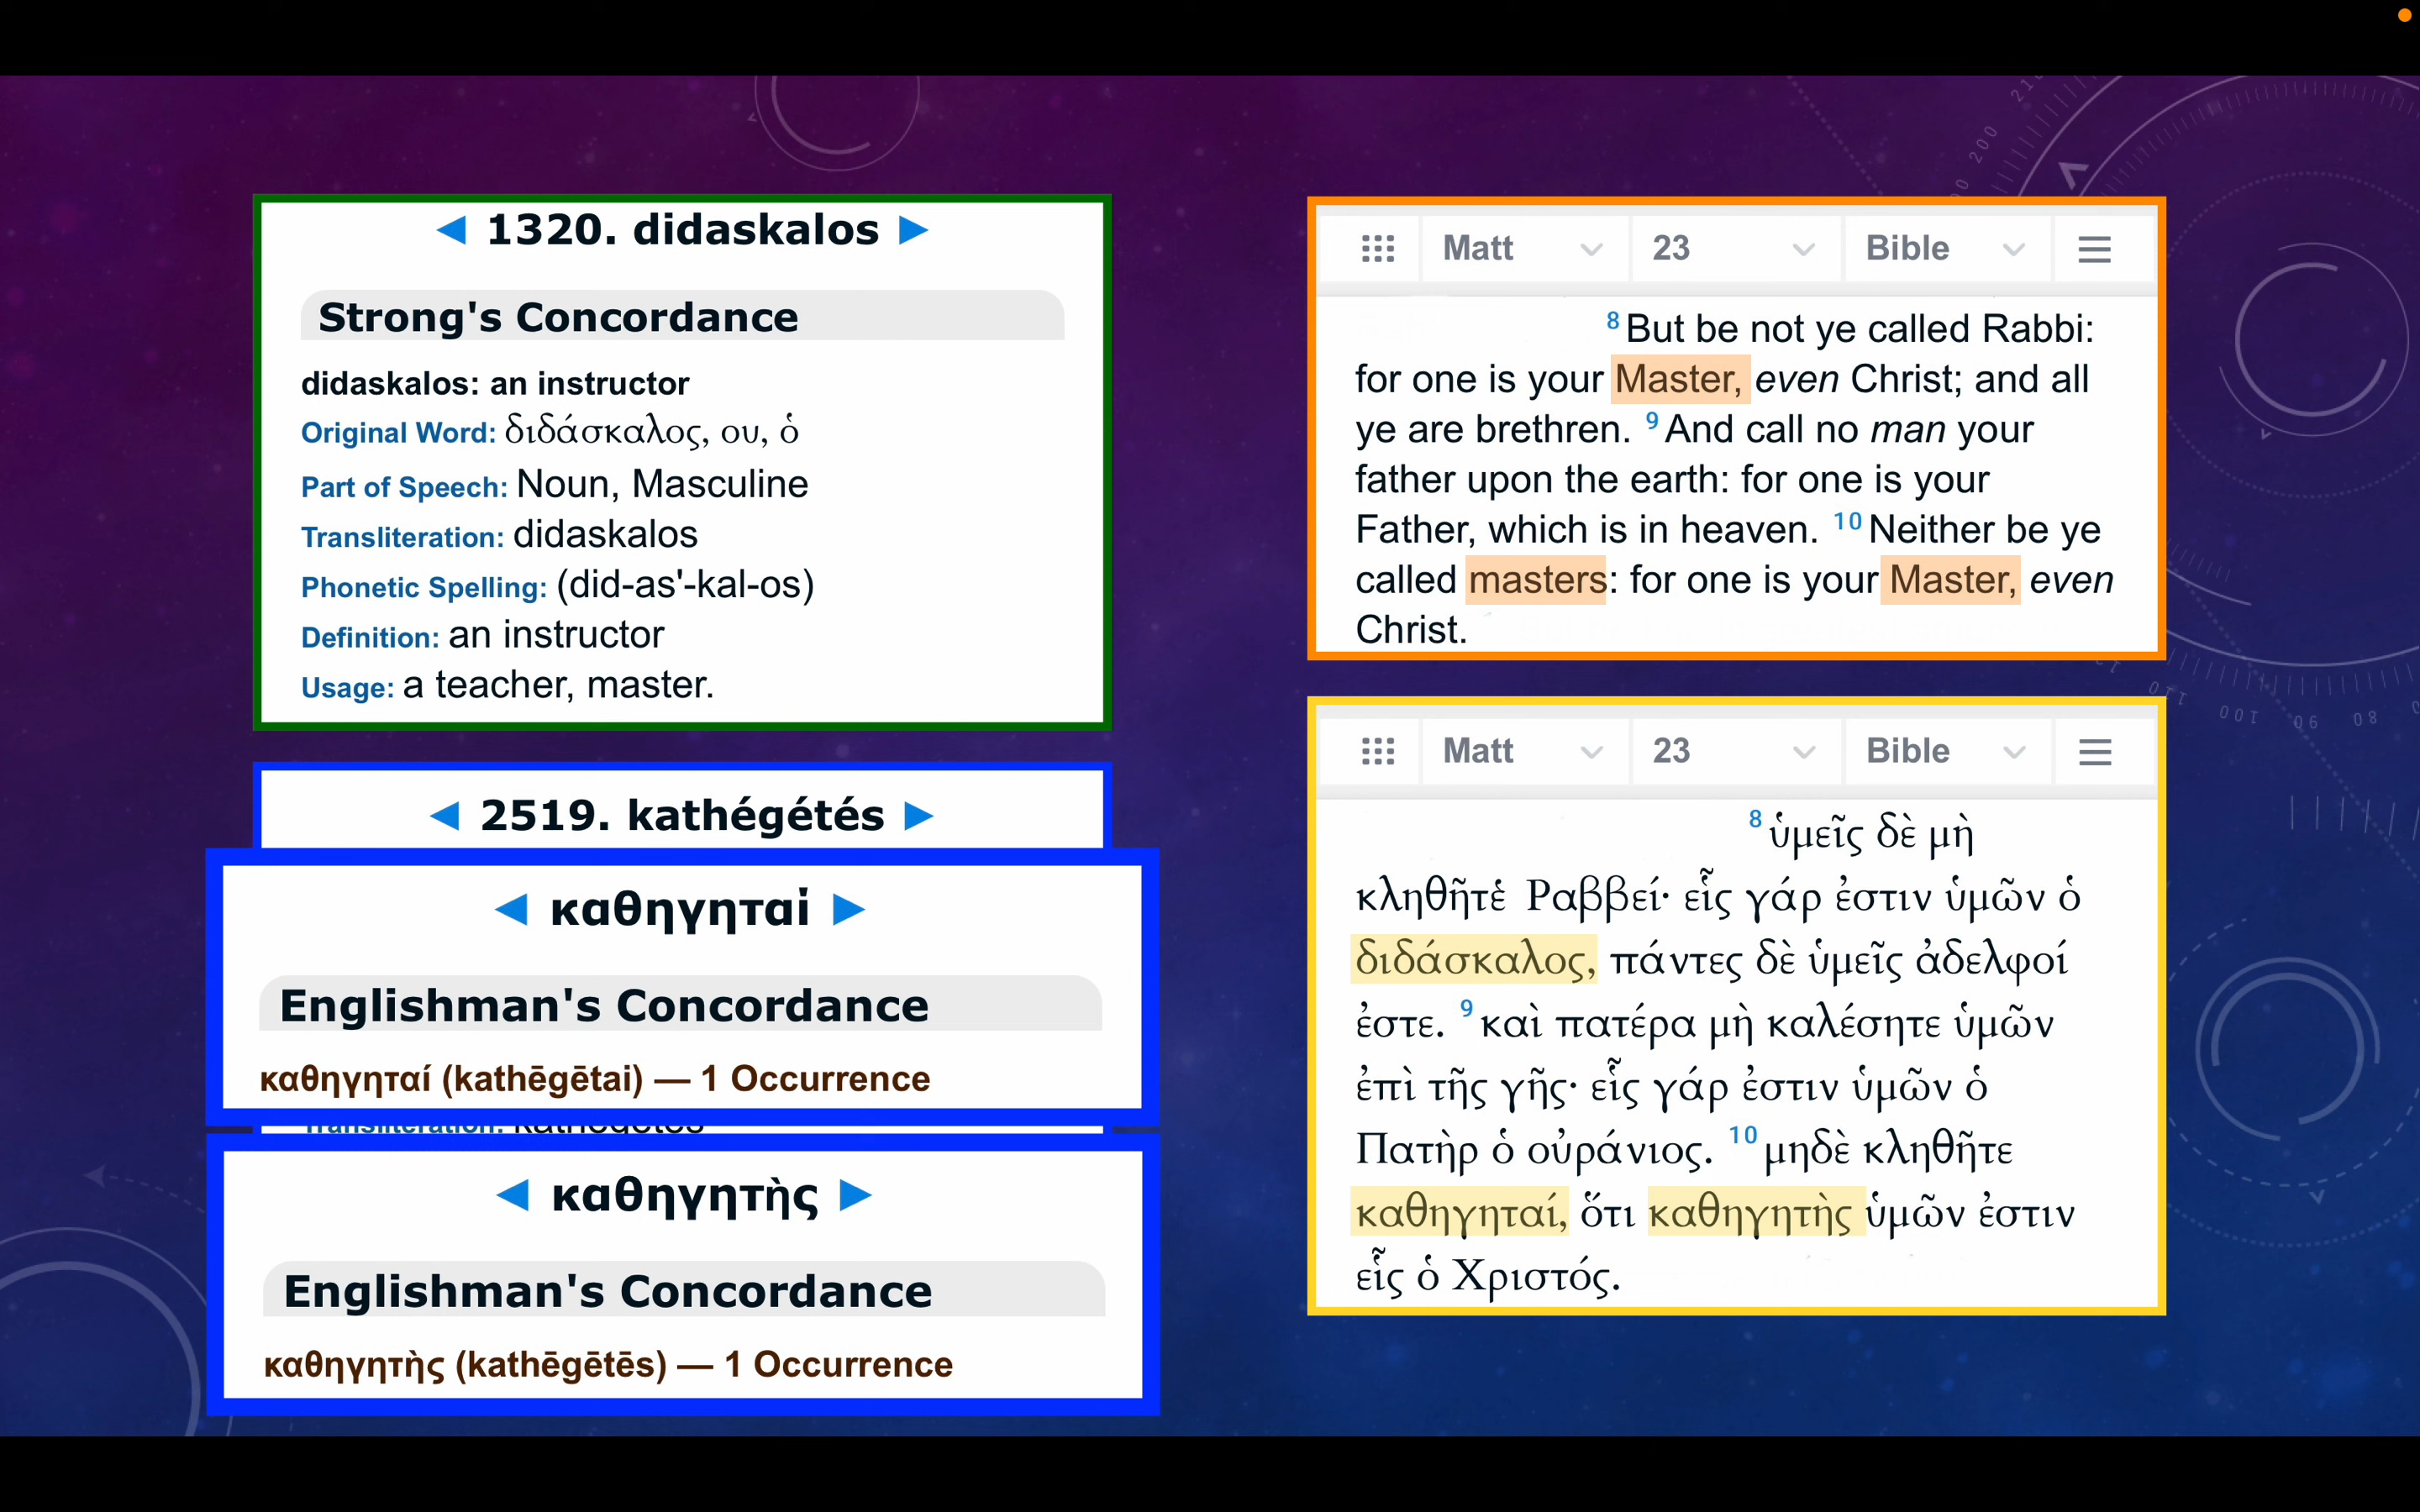 ◀ 1320. didaskalos ▶
Strong's Concordance
didaskalos: an instructor
Original Word: διδάσκαλος, ου, ὁ
Part of Speech: Noun, Masculine
Transliteration: didaskalos
Phonetic Spelling: (did-as'-kal-os)
Definition: an instructor
Usage: a teacher, master.
◀ 2519. kathégétés ▶
◀ καθηγηταί ▶
Englishman's Concordance
καθηγηταί (kathēgētai) — 1 Occurrence
Transliteration: kathégétés
◀ καθηγητὴς ▶
Englishman's Concordance
καθηγητὴς (kathēgētēs) — 1 Occurrence
Matt 23 Bible
8 But be not ye called Rabbi:
for one is your Master, even Christ; and all
ye are brethren. 9 And call no man your
father upon the earth: for one is your
Father, which is in heaven. 10 Neither be ye
called masters: for one is your Master, even
Christ.
Matt 23 Bible
8 ὑμεῖς δὲ μὴ
κληθῆτέ Ραββεί· εἷς γάρ ἐστιν ὑμῶν ὁ
διδάσκαλος, πάντες δὲ ὑμεῖς ἀδελφοί
ἐστε. 9 καὶ πατέρα μὴ καλέσητε ὑμῶν
ἐπὶ τῆς γῆς· εἷς γάρ ἐστιν ὑμῶν ὁ
Πατὴρ ὁ οὐράνιος. 10 μηδὲ κληθῆτε
καθηγηταί, ὅτι καθηγητὴς ὑμῶν ἐστιν
εἷς ὁ Χριστός.